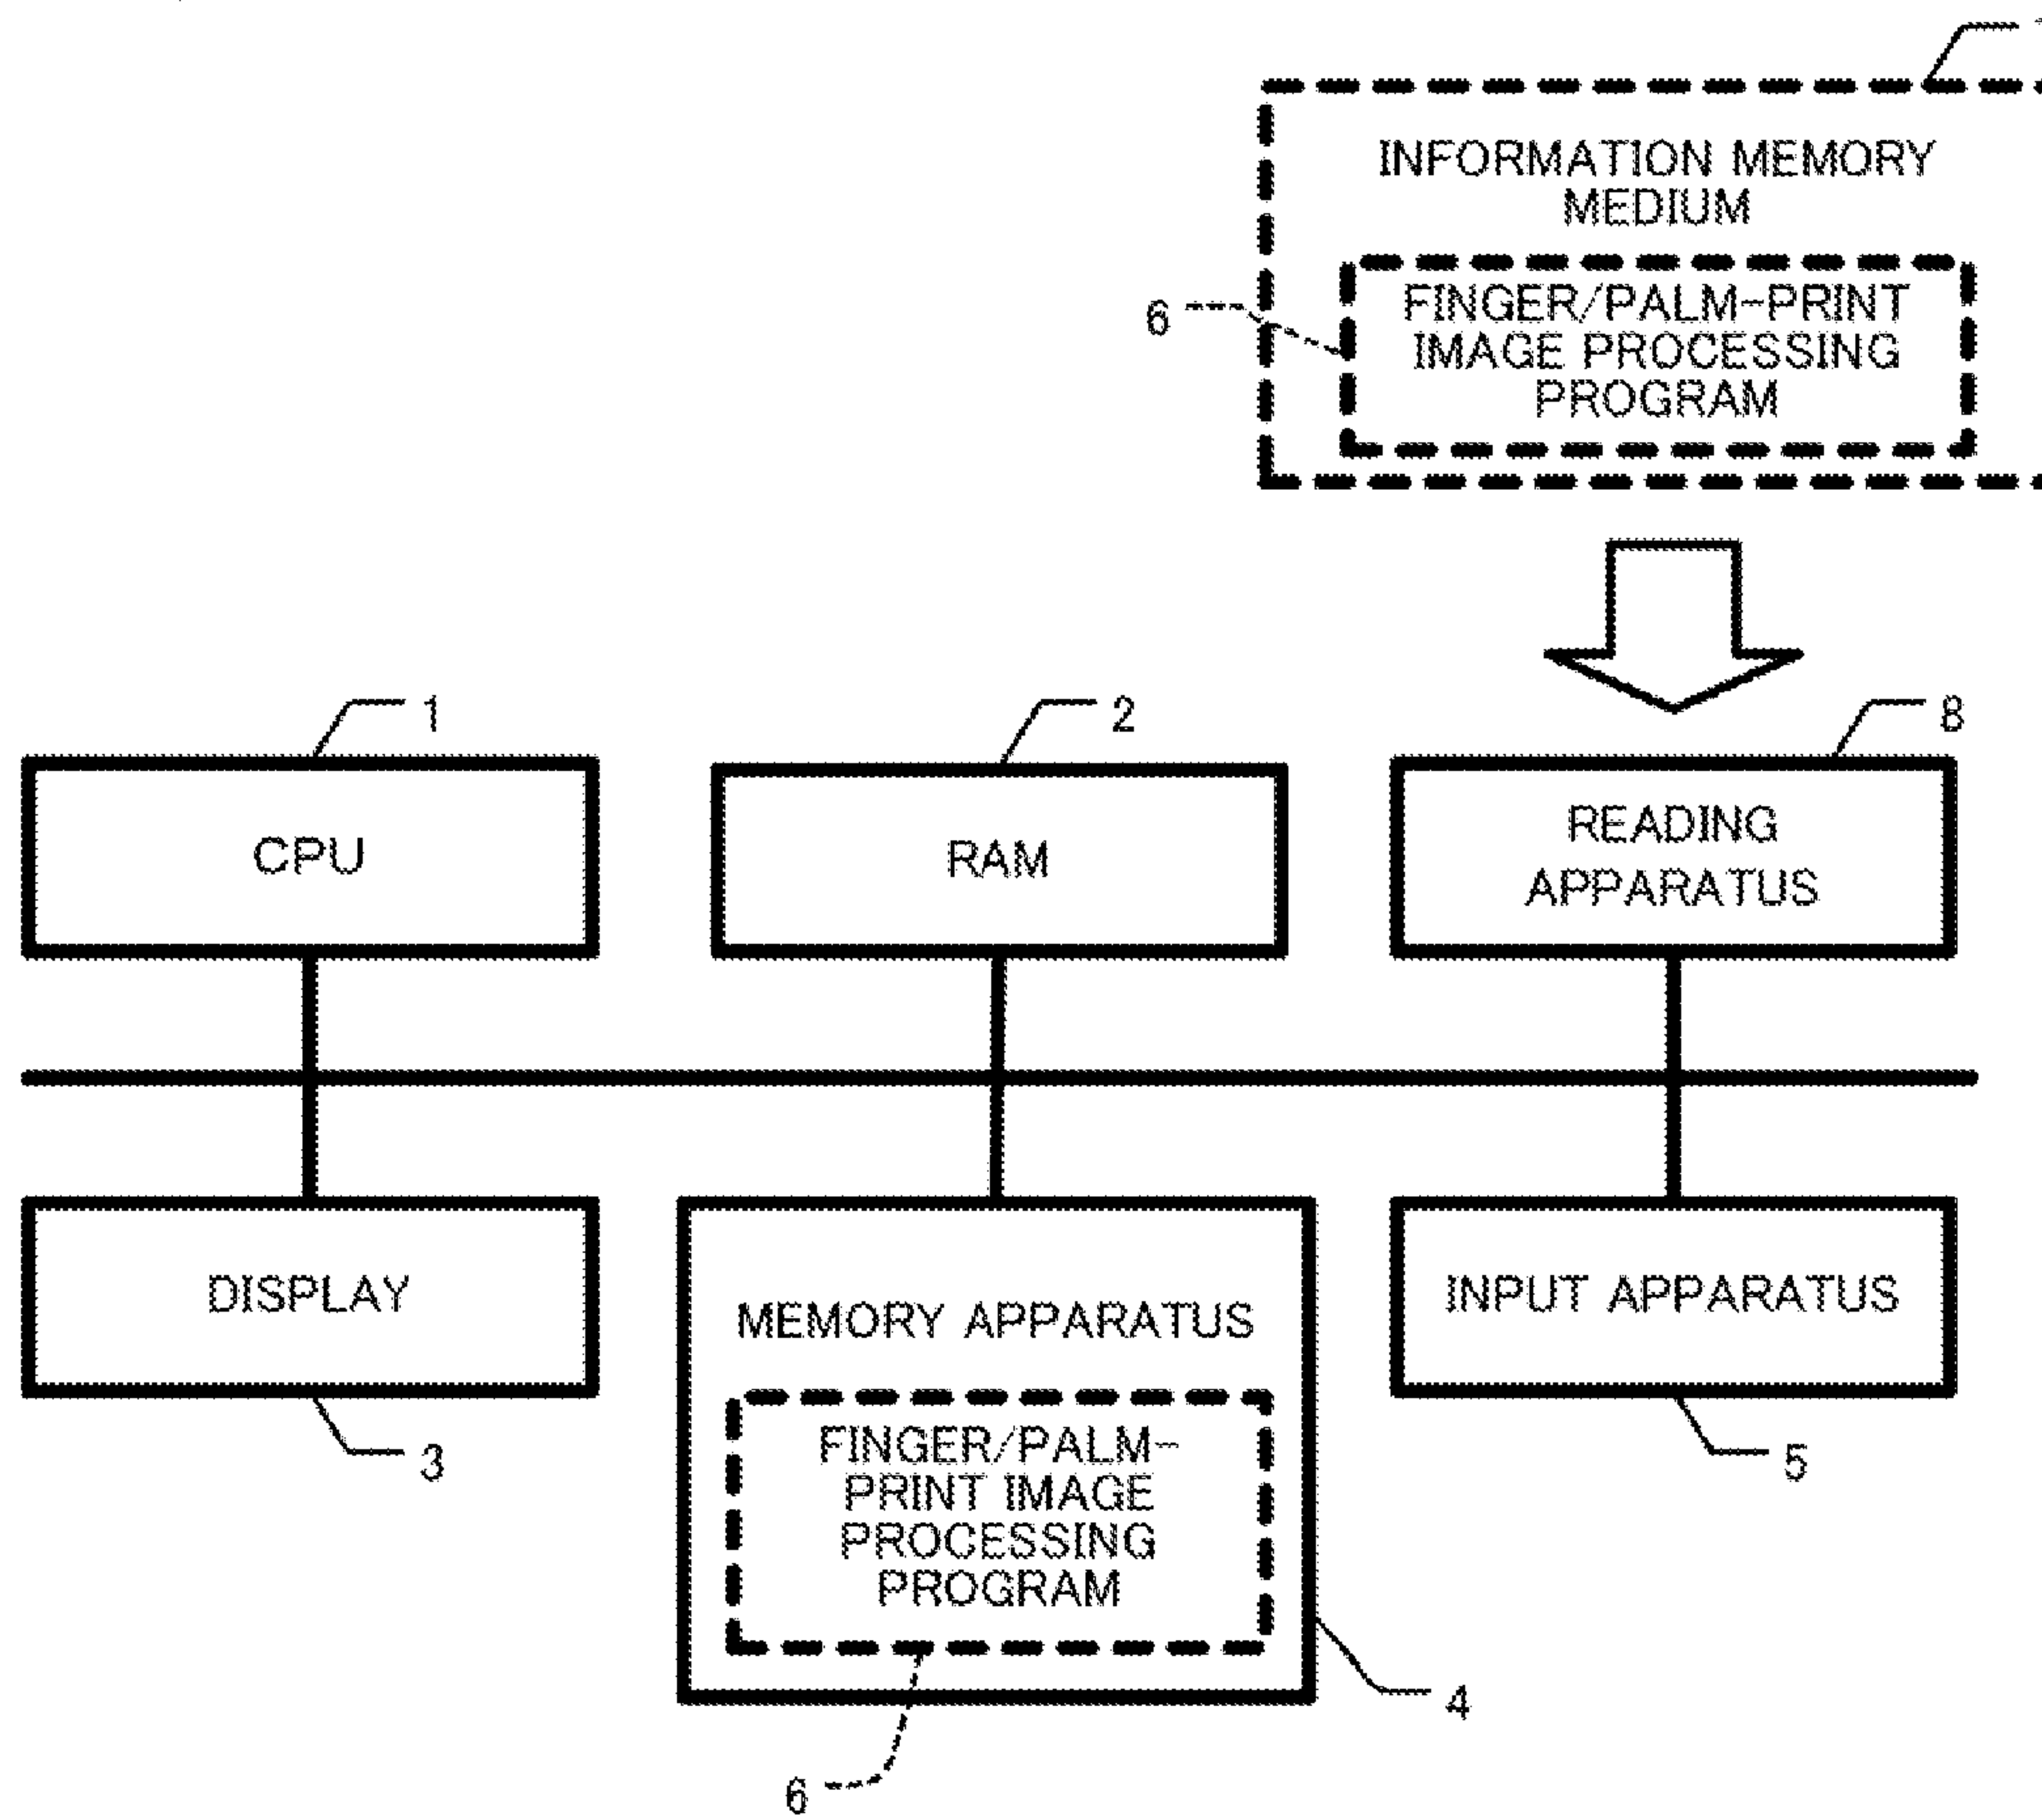 INFORMATION MEMORY
MEDIUM
6
FINGER/PALM-PRINT
IMAGE PROCESSING
PROGRAM
1
2
8
CPU
RAM
READING
APPARATUS
DISPLAY
MEMORY APPARATUS
INPUT APPARATUS
3
FINGER/PALM-
PRINT IMAGE
PROCESSING
PROGRAM
5
4
6